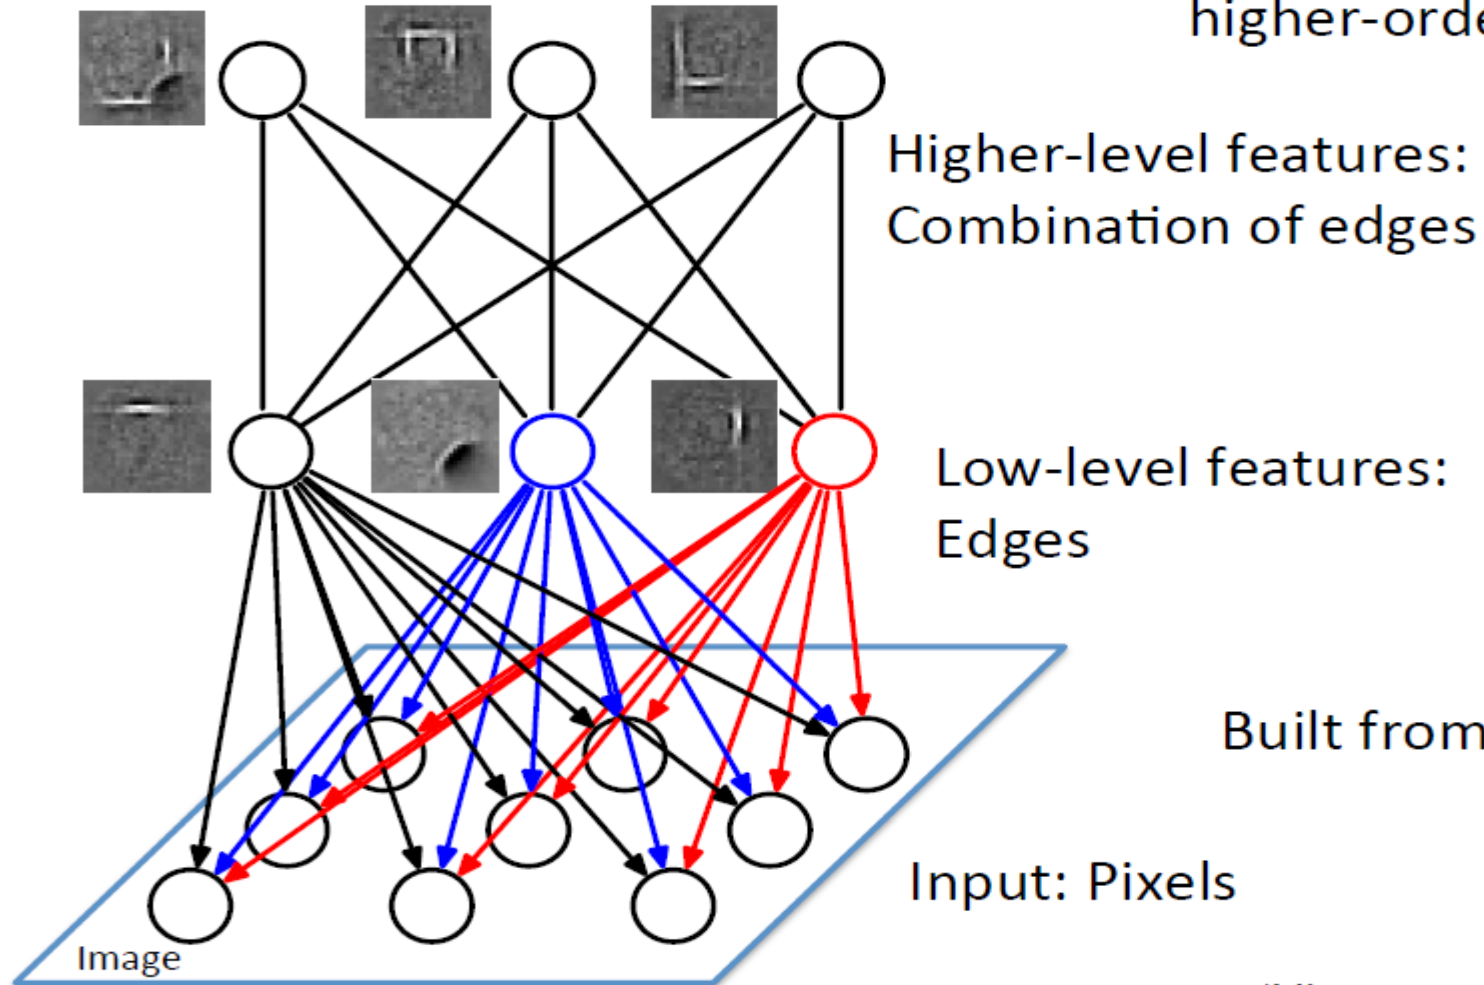 higher-orde
Higher-level features:
Combination of edges
Low-level features:
Edges
Built from
Input: Pixels
Image